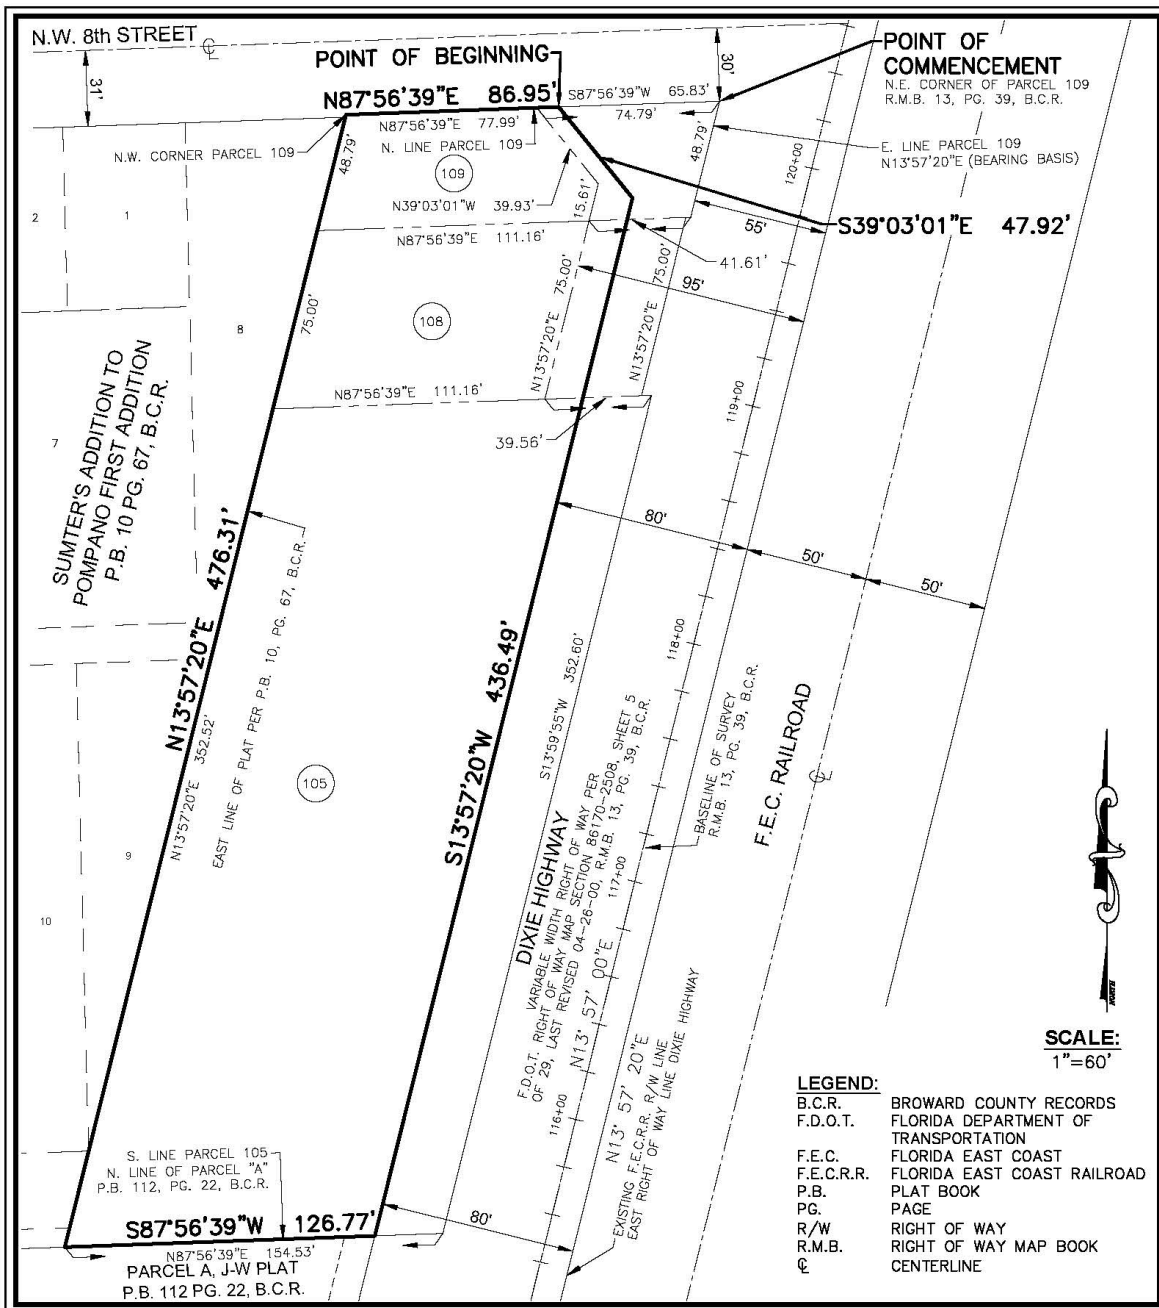 N.W. 8th STREET
℄
31'
30'
POINT OF BEGINNING
POINT OF
COMMENCEMENT
N.E. CORNER OF PARCEL 109
R.M.B. 13, PG. 39, B.C.R.
N87°56'39"E 86.95'
S87°56'39"W 65.83'
74.79'
N87°56'39"E 77.99'
N. LINE PARCEL 109
N.W. CORNER PARCEL 109
48.79'
48.79'
120+00
E. LINE PARCEL 109
N13°57'20"E (BEARING BASIS)
109
N39°03'01"W 39.93'
15.61'
2
1
N87°56'39"E 111.16'
55'
S39°03'01"E 47.92'
41.61'
75.00'
75.00'
75.00'
95'
8
108
N13°57'20"E
N13°57'20"E
N87°56'39"E 111.16'
119+00
39.56'
SUMTER'S ADDITION TO
POMPANO FIRST ADDITION
P.B. 10 PG. 67, B.C.R.
7
80'
50'
50'
N13°57'20"E 476.31'
N13°57'20"E 352.52'
EAST LINE OF PLAT PER P.B. 10, PG. 67, B.C.R.
S13°57'20"W 436.49'
S13°59'55"W 352.60'
118+00
105
9
10
DIXIE HIGHWAY
VARIABLE WIDTH RIGHT OF WAY PER
F.D.O.T. RIGHT OF WAY MAP SECTION 86170-2508, SHEET 5
OF 29, LAST REVISED 04-26-00, R.M.B. 13, PG. 39, B.C.R.
117+00
BASELINE OF SURVEY
R.M.B. 13, PG. 39, B.C.R.
F.E.C. RAILROAD
℄
N13° 57' 00"E
116+00
N13° 57' 20"E
EXISTING F.E.C.R.R. R/W LINE
EAST RIGHT OF WAY LINE DIXIE HIGHWAY
NORTH
SCALE:
1"=60'
S. LINE PARCEL 105
N. LINE OF PARCEL "A"
P.B. 112, PG. 22, B.C.R.
S87°56'39"W 126.77'
80'
N87°56'39"E 154.53'
PARCEL A, J-W PLAT
P.B. 112 PG. 22, B.C.R.
LEGEND:
B.C.R. BROWARD COUNTY RECORDS
F.D.O.T. FLORIDA DEPARTMENT OF
TRANSPORTATION
F.E.C. FLORIDA EAST COAST
F.E.C.R.R. FLORIDA EAST COAST RAILROAD
P.B. PLAT BOOK
PG. PAGE
R/W RIGHT OF WAY
R.M.B. RIGHT OF WAY MAP BOOK
℄ CENTERLINE